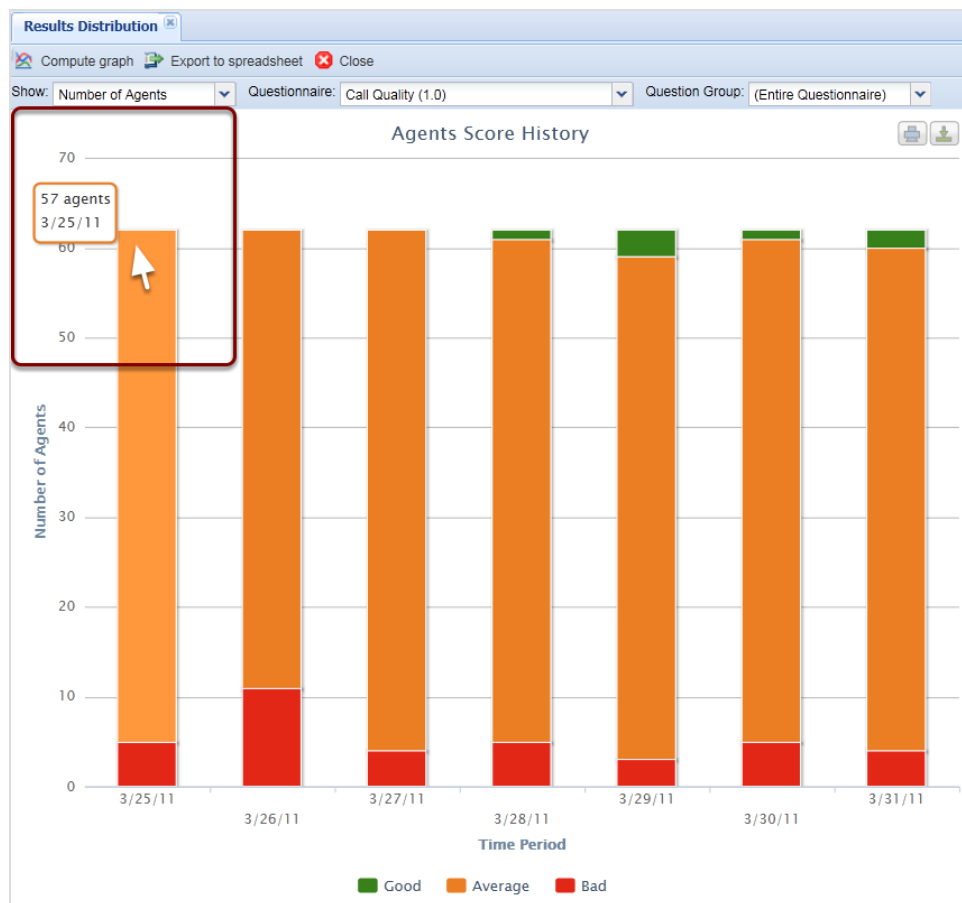 Results Distribution
Compute graph Export to spreadsheet Close
Show: Number of Agents Questionnaire: Call Quality (1.0) Question Group: (Entire Questionnaire)
Agents Score History
70
57 agents
3/25/11
60
50
40
30
20
10
0
Number of Agents
3/25/11 3/27/11 3/29/11 3/31/11
3/26/11 3/28/11 3/30/11
Time Period
Good Average Bad